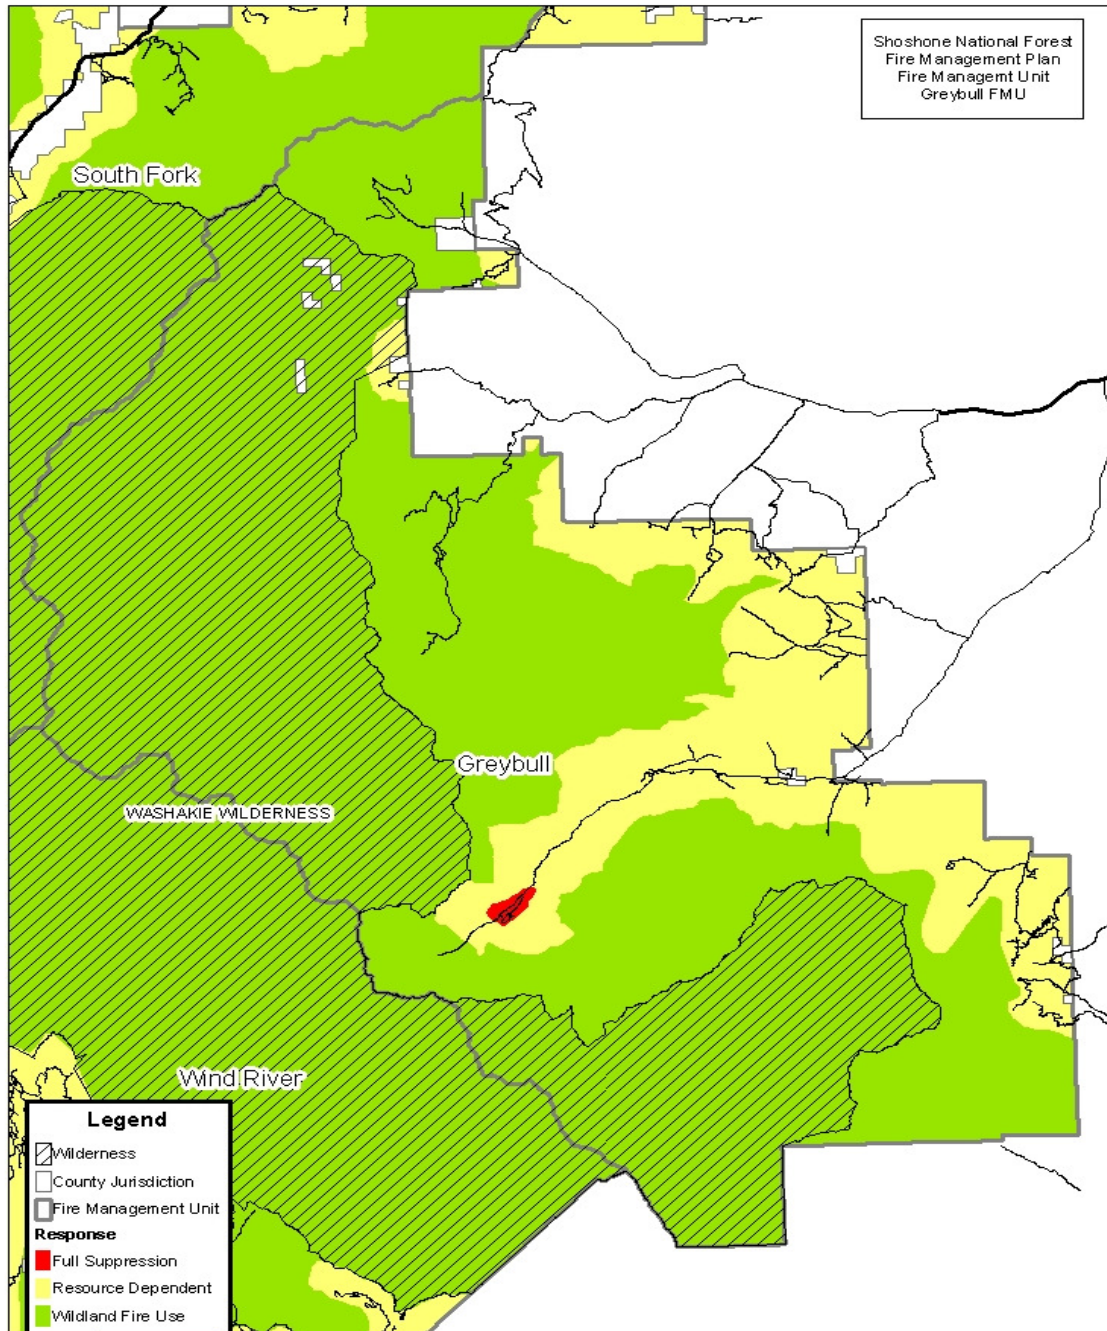 Shoshone National Forest
Fire Management Plan
Fire Managemt Unit
Greybull FMU
South Fork
Greybull
WASHAKIE WILDERNESS
Wind River
Legend
Wilderness
County Jurisdiction
Fire Management Unit
Response
Full Suppression
Resource Dependent
Wildland Fire Use